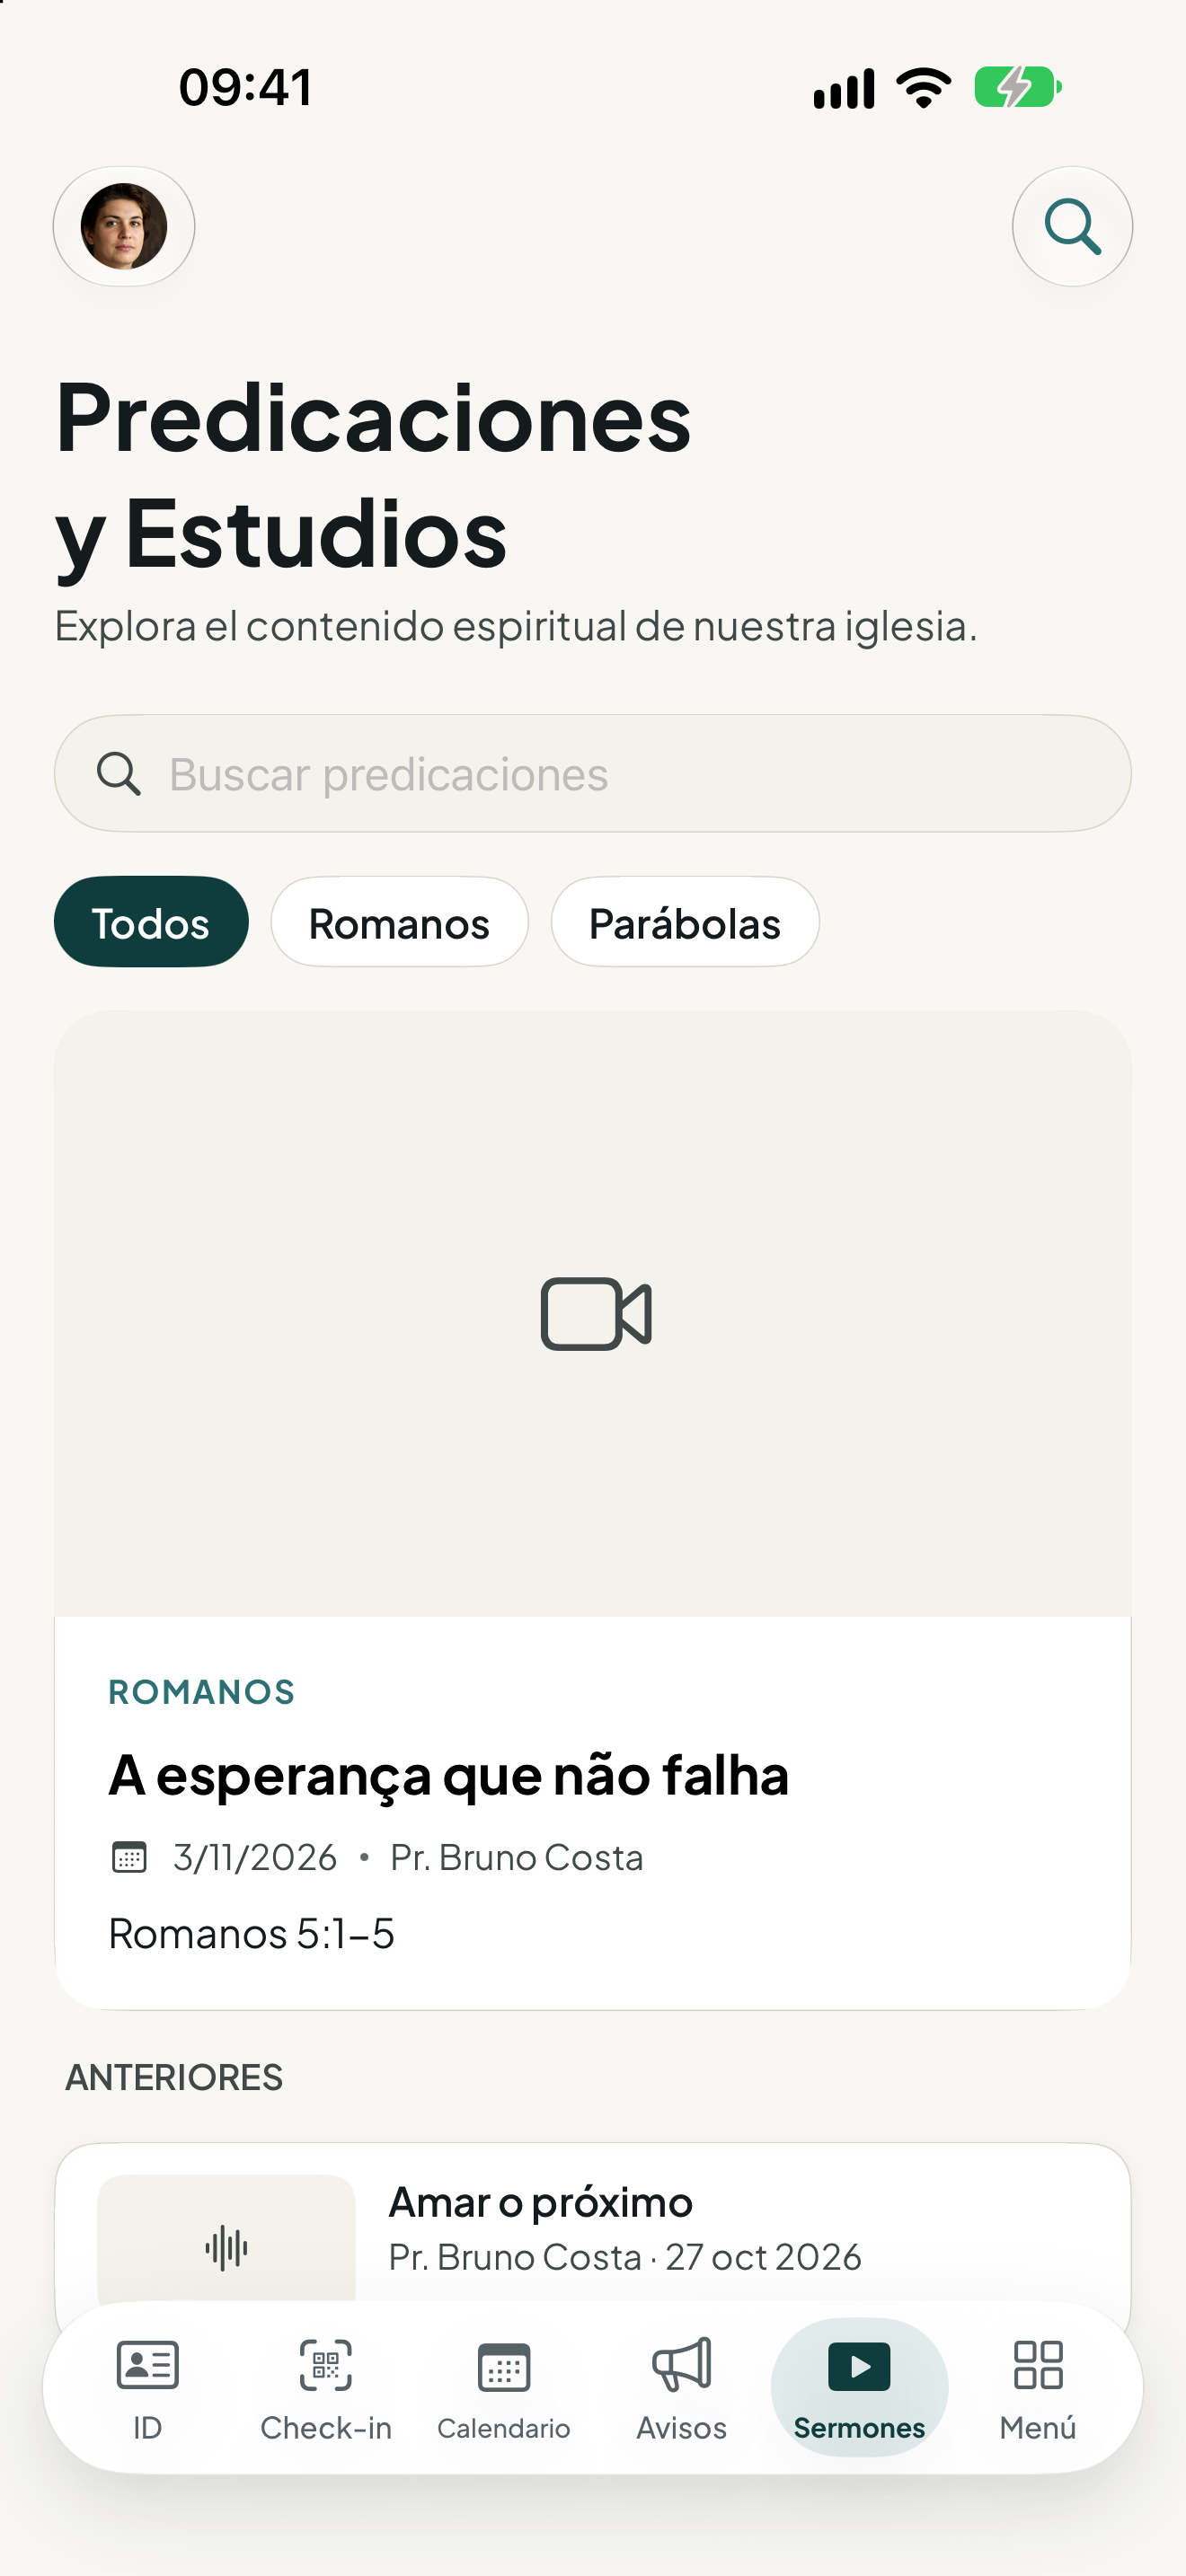 09:41
Predicaciones
y Estudios
Explora el contenido espiritual de nuestra iglesia.
Buscar predicaciones
Todos
Romanos
Parábolas
ROMANOS
A esperança que não falha
3/11/2026 • Pr. Bruno Costa
Romanos 5:1–5
ANTERIORES
Amar o próximo
Pr. Bruno Costa · 27 oct 2026
ID
Check-in
Calendario
Avisos
Sermones
Menú